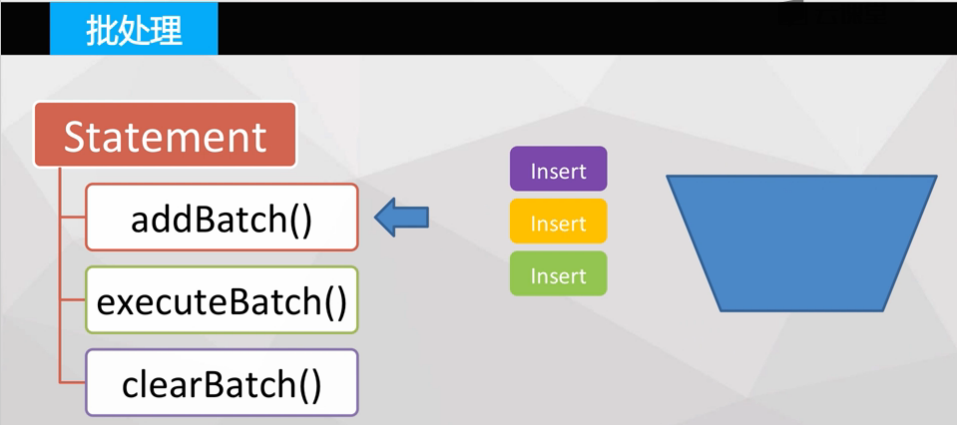 批处理
Statement
addBatch()
executeBatch()
clearBatch()
Insert
Insert
Insert